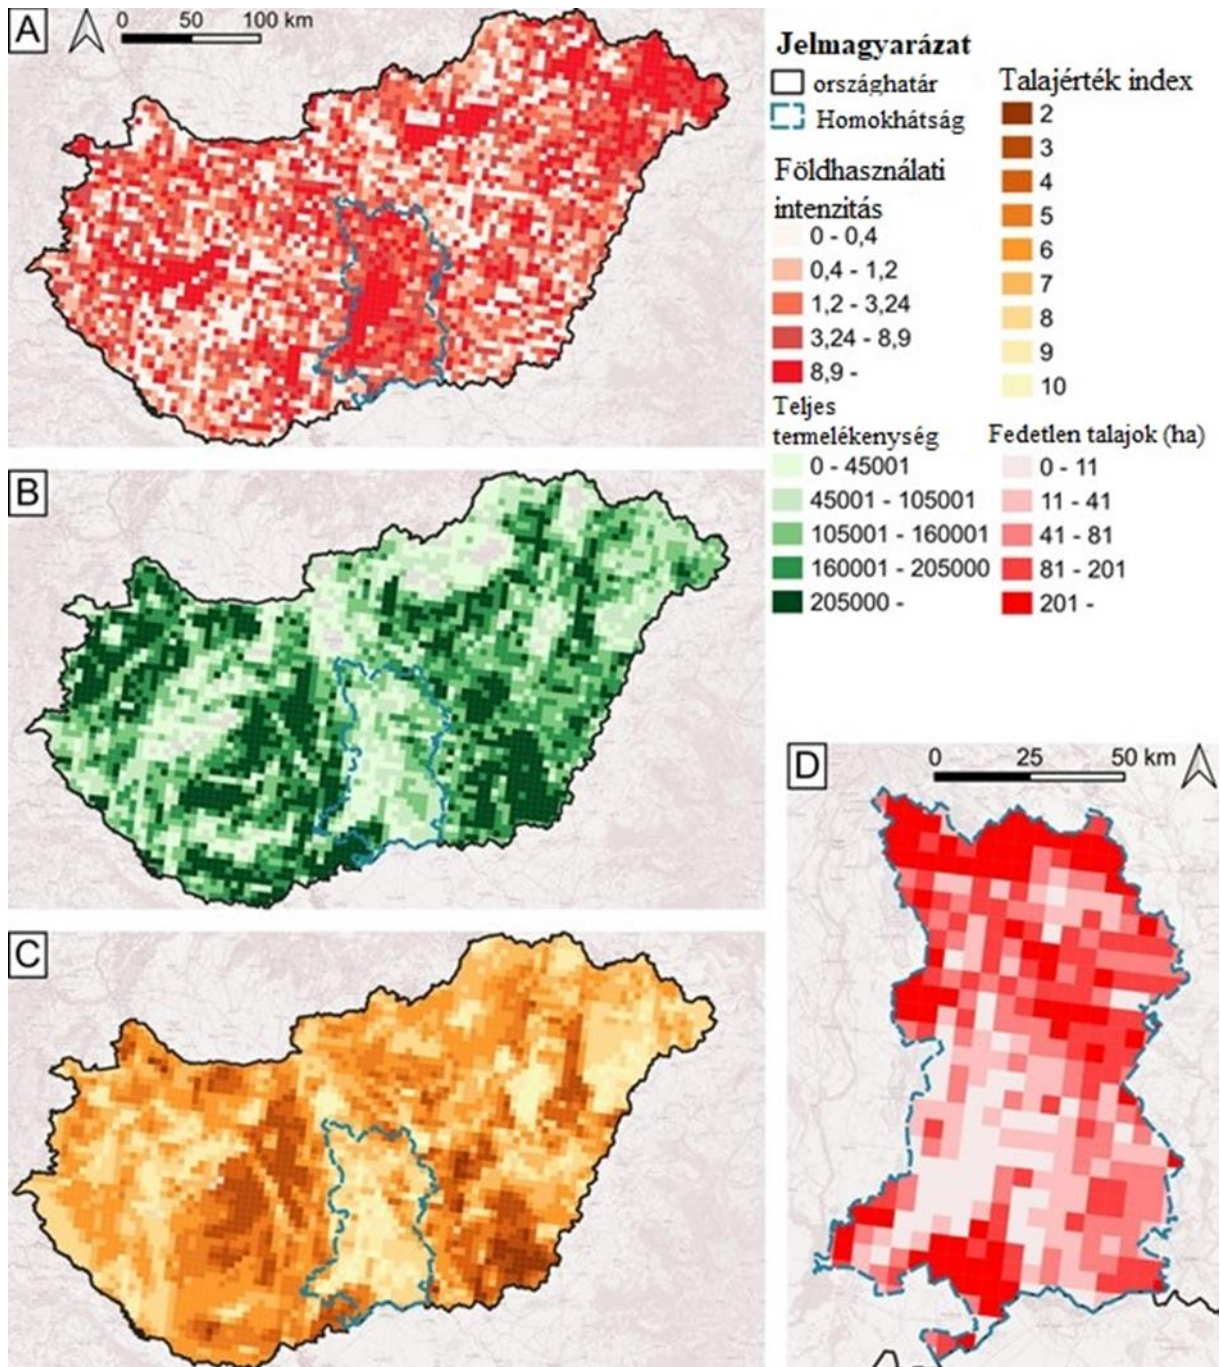 A
0 50 100 km
Jelmagyarázat
országhatár
Homokhátság
Földhasználati
intenzitás
0 - 0,4
0,4 - 1,2
1,2 - 3,24
3,24 - 8,9
8,9 -
Talajérték index
2
3
4
5
6
7
8
9
10
Teljes
termelékenység
0 - 45001
45001 - 105001
105001 - 160001
160001 - 205000
205000 -
Fedetlen talajok (ha)
0 - 11
11 - 41
41 - 81
81 - 201
201 -
B
C
D
0 25 50 km